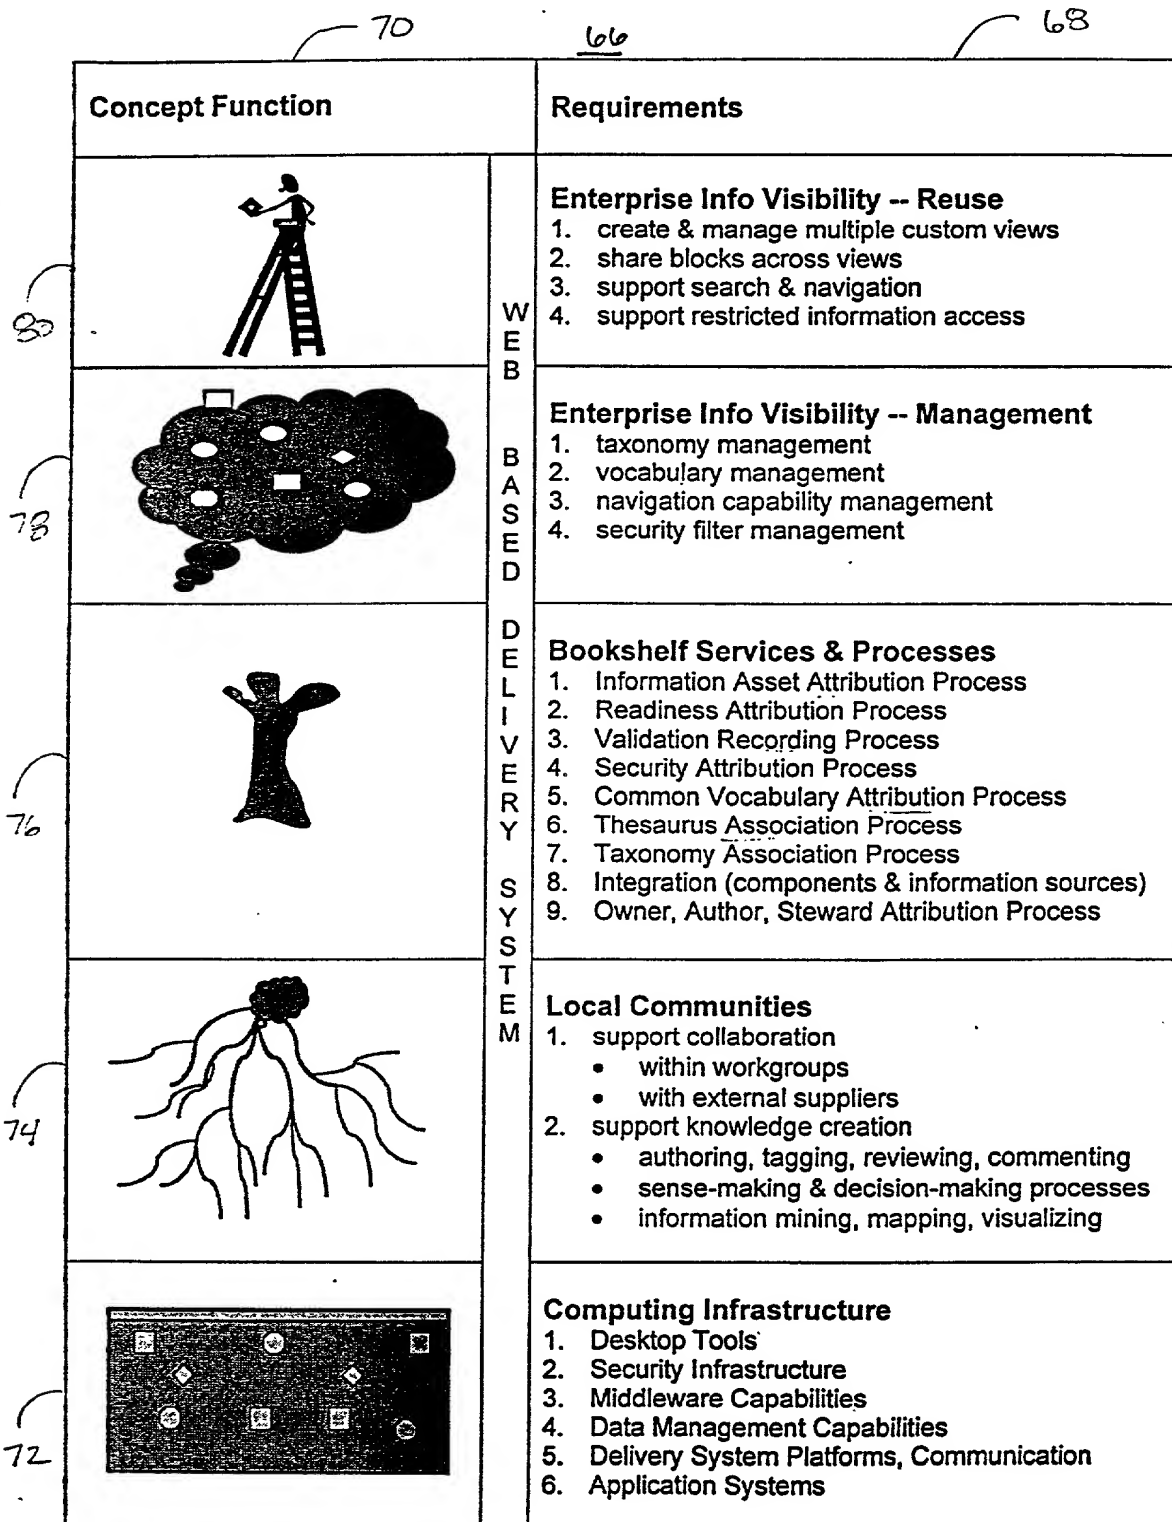 70
66
68
Concept Function
Requirements
WEB BASED DELIVERY SYSTEM
80
Enterprise Info Visibility -- Reuse
1. create & manage multiple custom views
2. share blocks across views
3. support search & navigation
4. support restricted information access
78
Enterprise Info Visibility -- Management
1. taxonomy management
2. vocabulary management
3. navigation capability management
4. security filter management
76
Bookshelf Services & Processes
1. Information Asset Attribution Process
2. Readiness Attribution Process
3. Validation Recording Process
4. Security Attribution Process
5. Common Vocabulary Attribution Process
6. Thesaurus Association Process
7. Taxonomy Association Process
8. Integration (components & information sources)
9. Owner, Author, Steward Attribution Process
74
Local Communities
1. support collaboration
• within workgroups
• with external suppliers
2. support knowledge creation
• authoring, tagging, reviewing, commenting
• sense-making & decision-making processes
• information mining, mapping, visualizing
72
Computing Infrastructure
1. Desktop Tools
2. Security Infrastructure
3. Middleware Capabilities
4. Data Management Capabilities
5. Delivery System Platforms, Communication
6. Application Systems